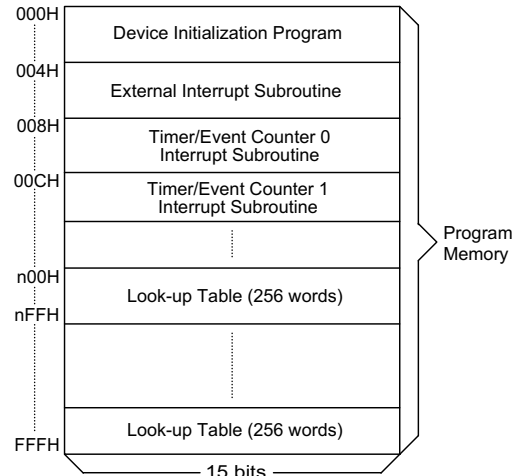 000H
Device Initialization Program
004H
External Interrupt Subroutine
008H
Timer/Event Counter 0
Interrupt Subroutine
00CH
Timer/Event Counter 1
Interrupt Subroutine
Program
Memory
n00H
Look-up Table (256 words)
nFFH
Look-up Table (256 words)
FFFH
15 bits